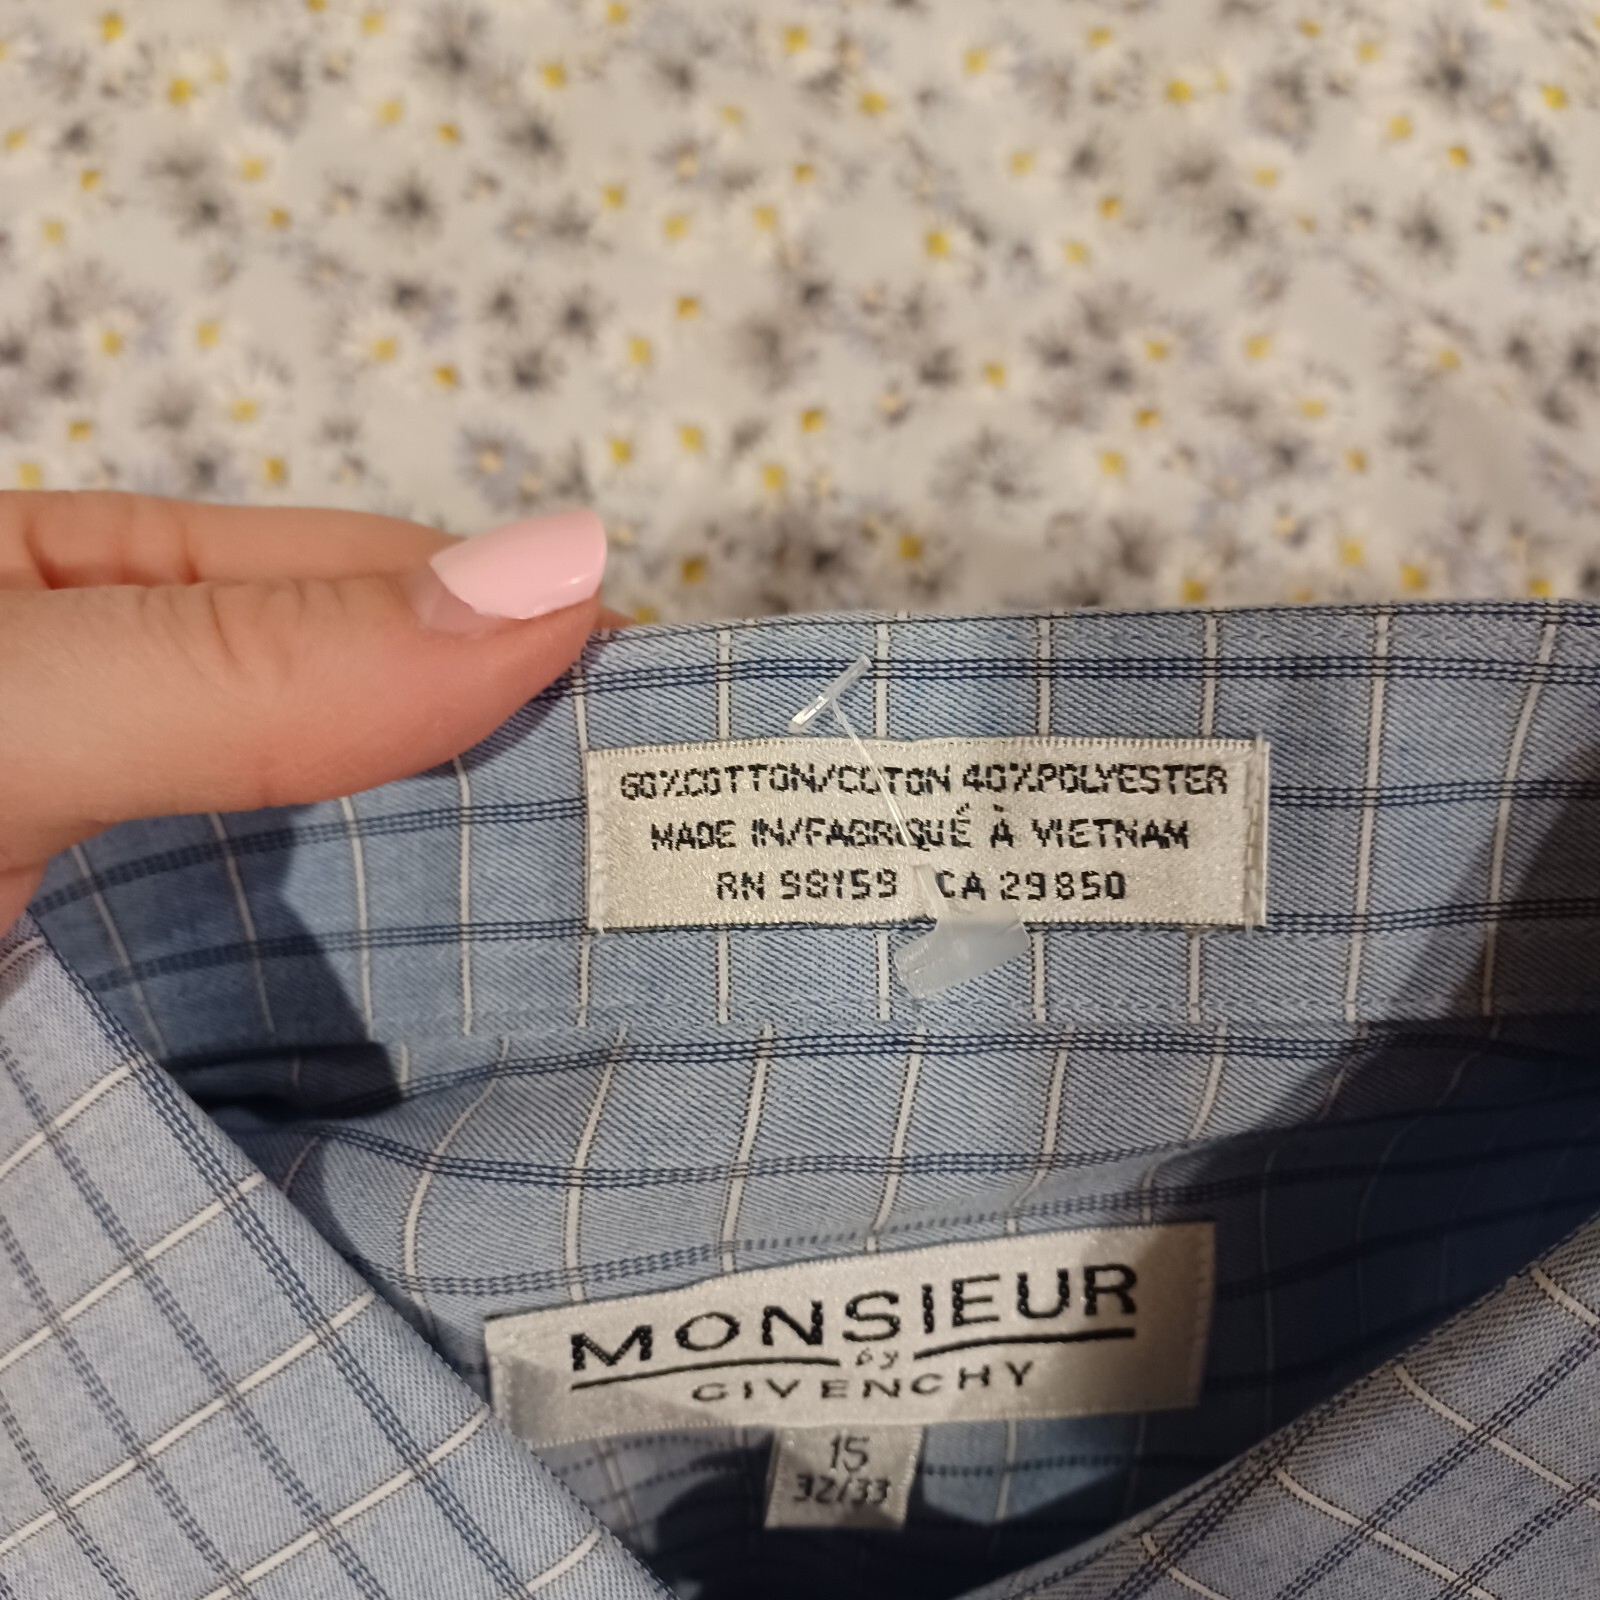 60%COTTON/COTON 40%POLYESTER
MADE IN/FABRIQUÉ À VIETNAM
RN 98159 CA 29850
MONSIEUR
by
GIVENCHY
15
32/33